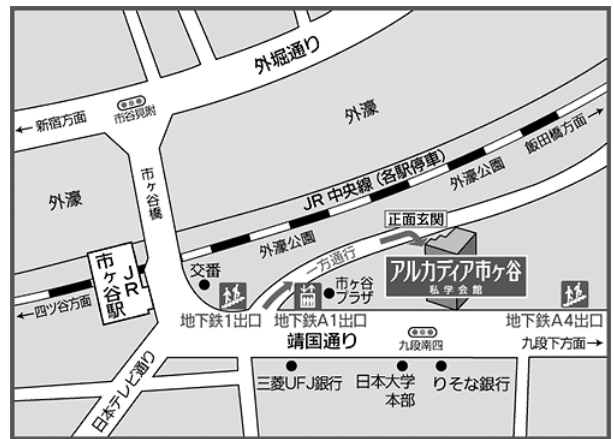 外堀通り
←新宿方面
市谷見附
外濠
飯田橋方面→
市ヶ谷橋
外濠
JR中央線(各駅停車)
外濠公園
正面玄関
外濠公園
一方通行
アルカディア市ヶ谷
私学会館
JR
市ヶ谷駅
交番
市ヶ谷
プラザ
←四ツ谷方面
地下鉄1出口
地下鉄A1出口
地下鉄A4出口
靖国通り
九段南四
九段下方面→
日本テレビ通り
三菱UFJ銀行
日本大学
本部
りそな銀行